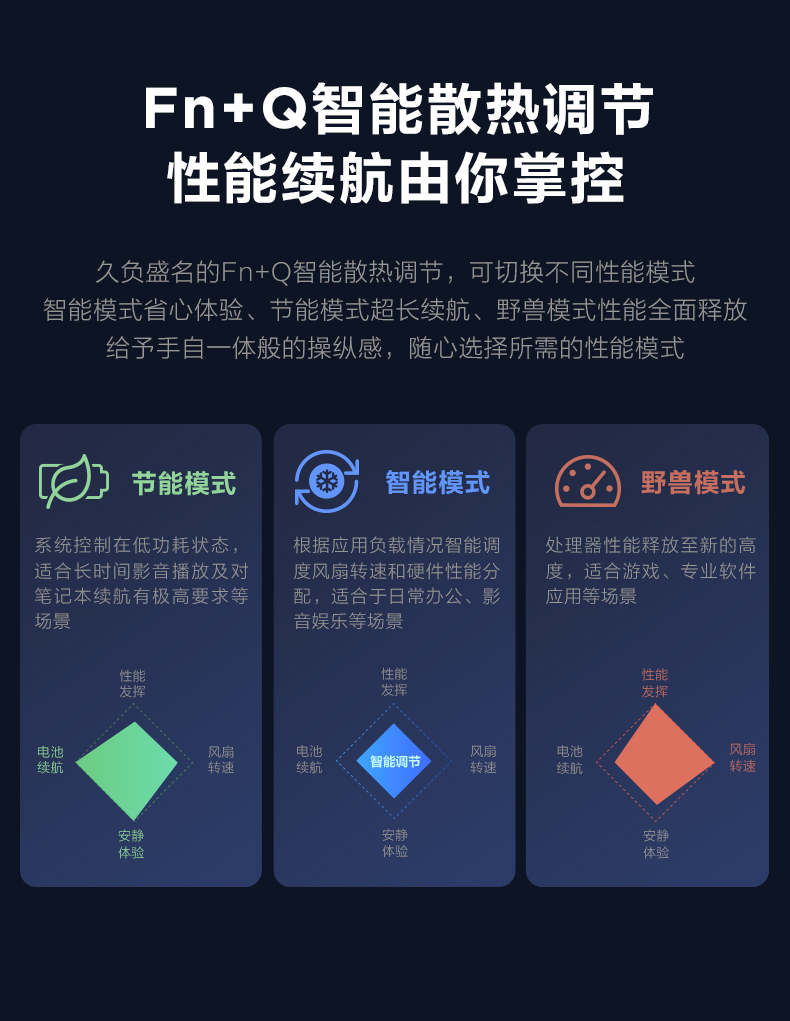 Fn+Q智能散热调节
性能续航由你掌控
久负盛名的Fn+Q智能散热调节，可切换不同性能模式
智能模式省心体验、节能模式超长续航、野兽模式性能全面释放
给予手自一体般的操纵感，随心选择所需的性能模式
节能模式
系统控制在低功耗状态，
适合长时间影音播放及对
笔记本续航有极高要求等
场景
性能
发挥
电池
续航
风扇
转速
安静
体验
智能模式
根据应用负载情况智能调
度风扇转速和硬件性能分
配，适合于日常办公、影
音娱乐等场景
性能
发挥
电池
续航
智能调节
风扇
转速
安静
体验
野兽模式
处理器性能释放至新的高
度，适合游戏、专业软件
应用等场景
性能
发挥
电池
续航
风扇
转速
安静
体验